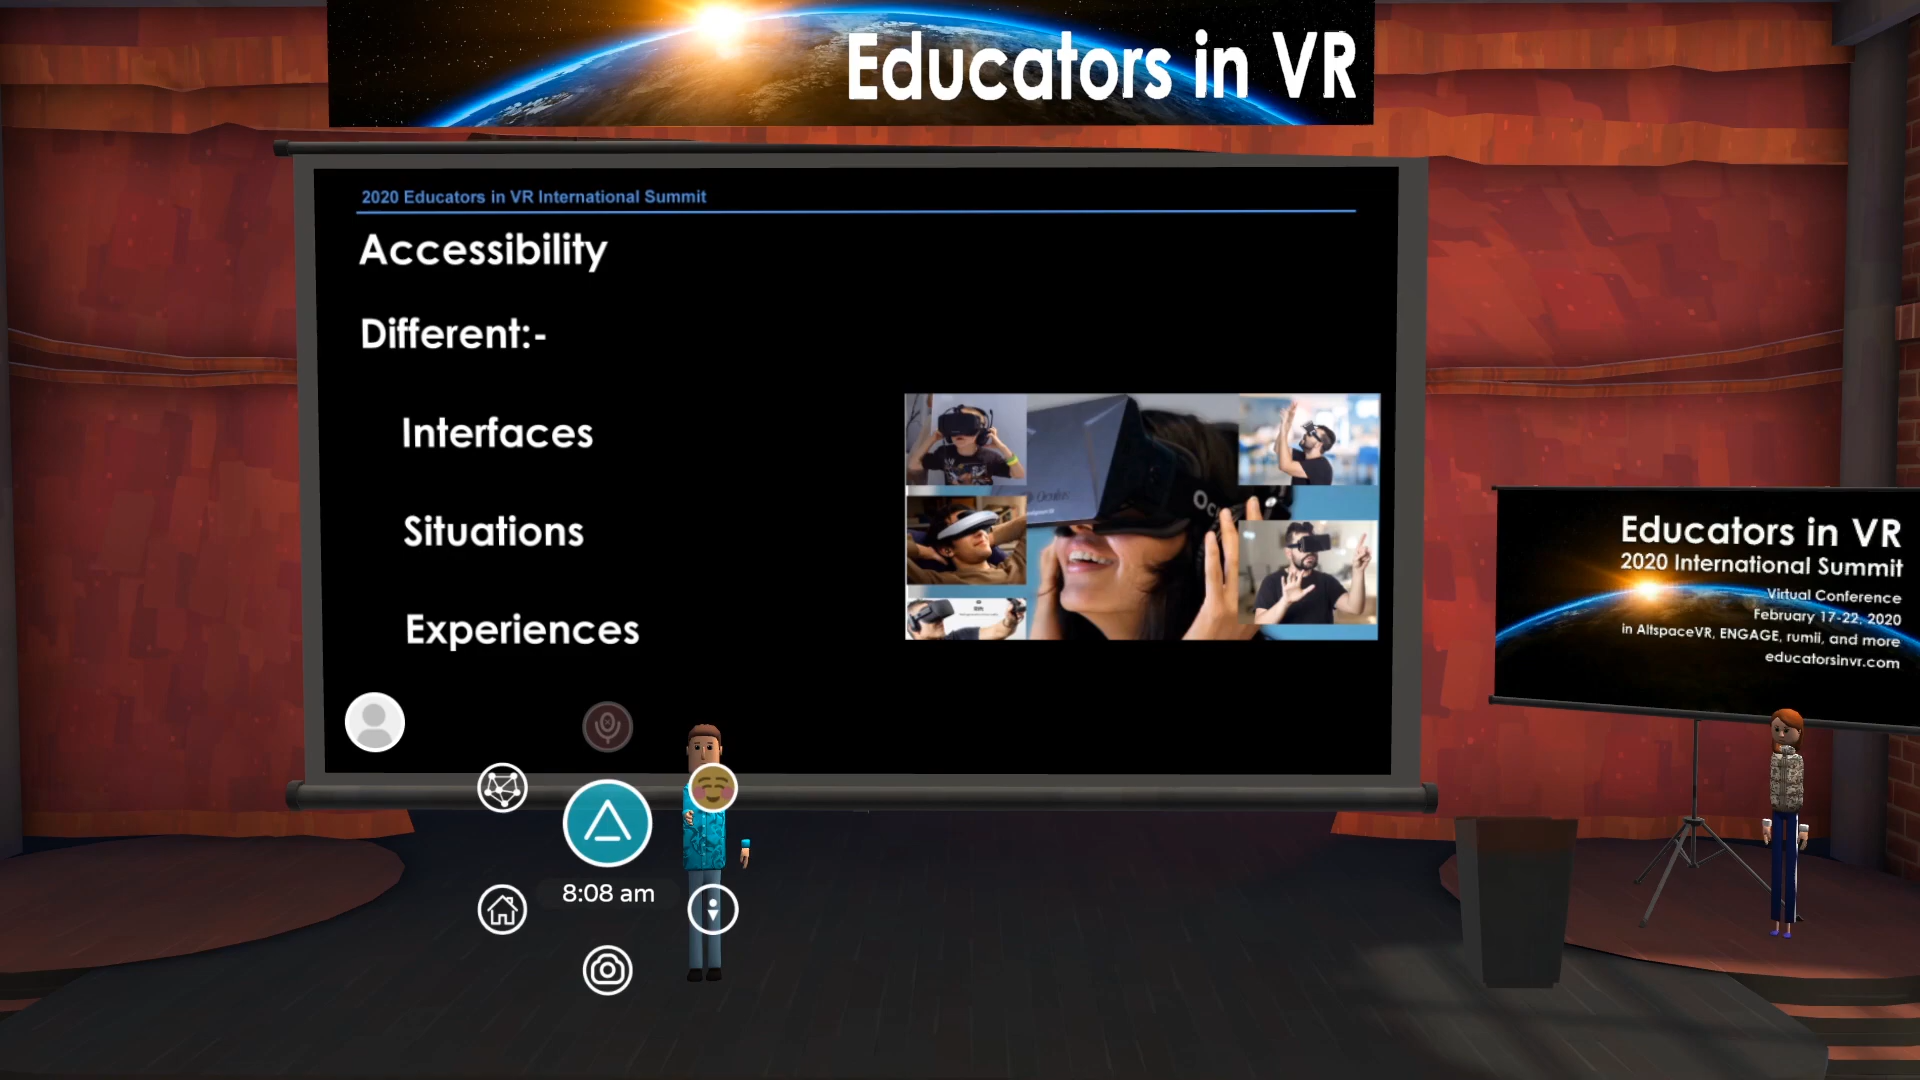 Educators in VR
2020 Educators in VR International Summit
Accessibility
Different:-
Interfaces
Situations
Experiences
8:08 am
Educators in VR
2020 International Summit
Virtual Conference
February 17-22, 2020
in AltspaceVR, ENGAGE, rumii, and more
educatorsinvr.com